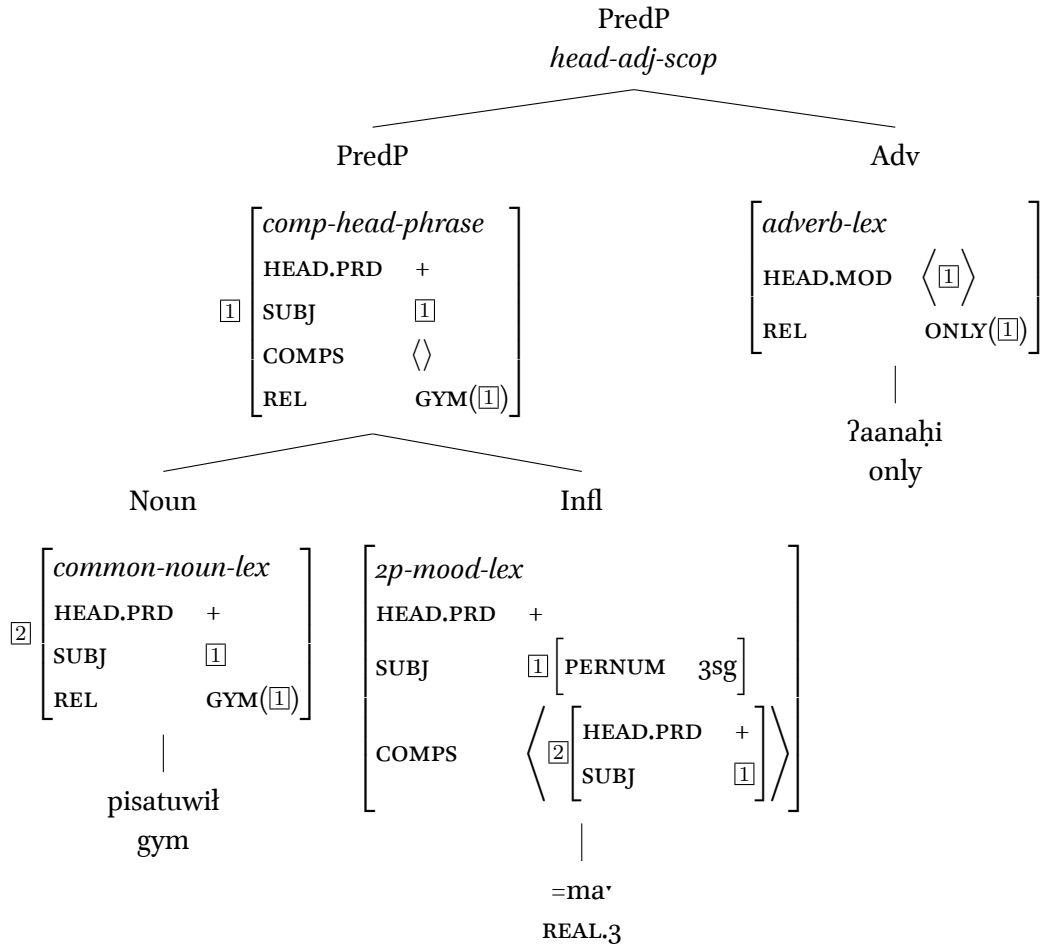 PredP
head-adj-scop
PredP
Adv
1
comp-head-phrase
HEAD.PRD +
SUBJ 1
COMPS ⟨⟩
REL GYM(1)
adverb-lex
HEAD.MOD ⟨1⟩
REL ONLY(1)
ʔaanaḥi
only
Noun
Infl
2
common-noun-lex
HEAD.PRD +
SUBJ 1
REL GYM(1)
2p-mood-lex
HEAD.PRD +
SUBJ 1 [PERNUM 3sg]
COMPS ⟨2 [HEAD.PRD +
SUBJ 1]⟩
pisatuwił
gym
=maˑ
REAL.3